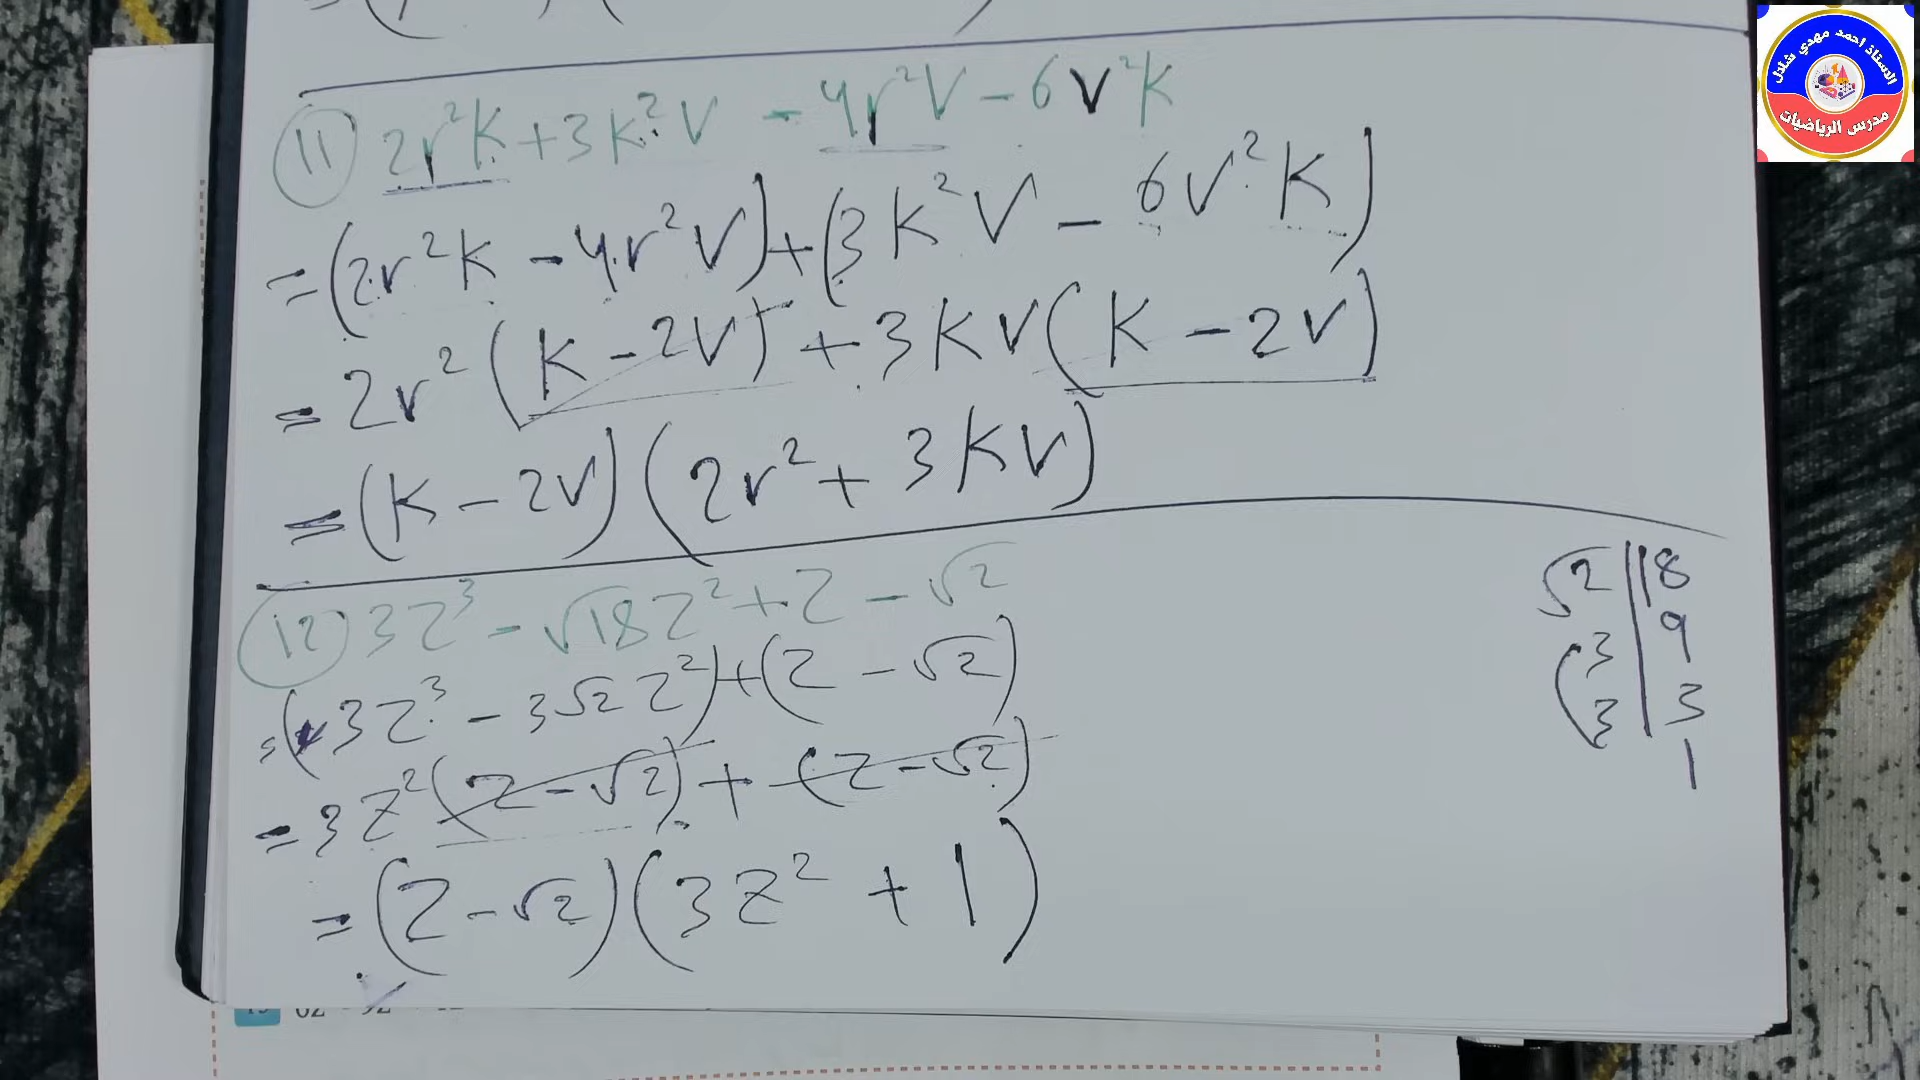 الاستاذ احمد مهدي شلال
مدرس الرياضيات
11 2r²K + 3K²V - 4r²V - 6V²K
= (2r²K - 4r²V) + (3K²V - 6V²K)
= 2r²(K - 2V) + 3KV(K - 2V)
= (K - 2V)(2r² + 3KV)
12 3Z³ - √18Z² + Z - √2
= (3Z³ - 3√2 Z²) + (Z - √2)
= 3Z²(Z - √2) + (Z - √2)
= (Z - √2)(3Z² + 1)
√2 | 18
3 | 9
3 | 3
1